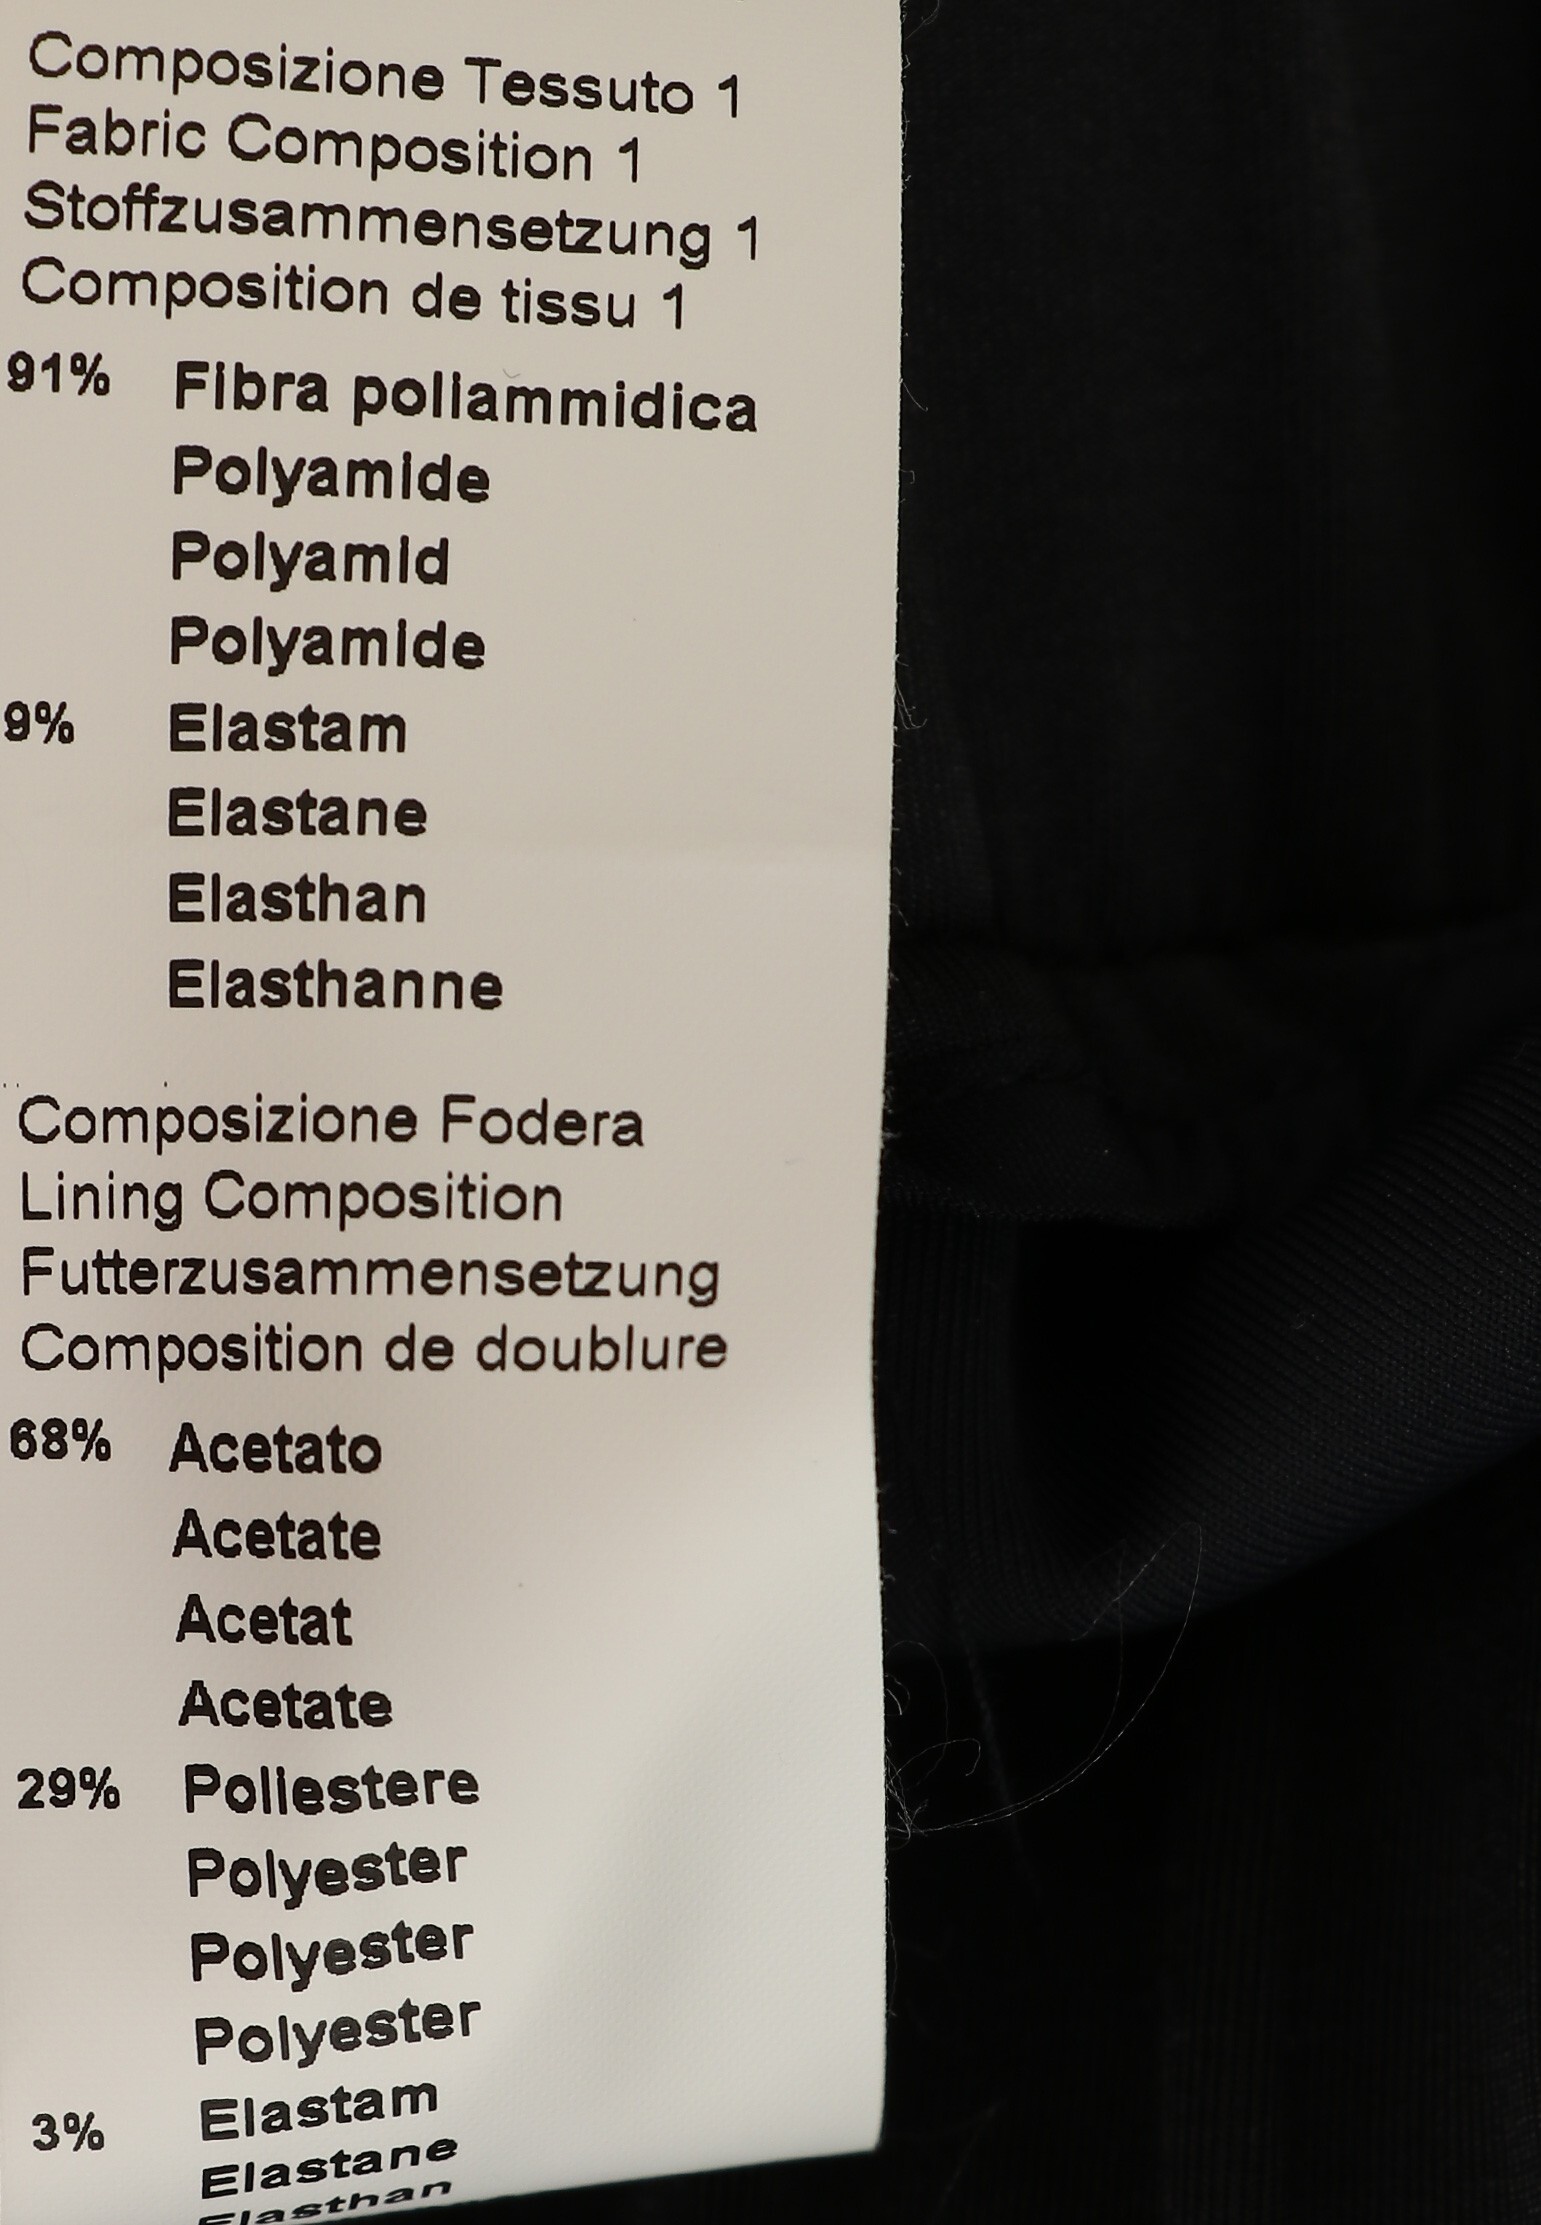 Composizione Tessuto 1
Fabric Composition 1
Stoffzusammensetzung 1
Composition de tissu 1
91% Fibra poliammidica
Polyamide
Polyamid
Polyamide
9% Elastam
Elastane
Elasthan
Elasthanne
Composizione Fodera
Lining Composition
Futterzusammensetzung
Composition de doublure
68% Acetato
Acetate
Acetat
Acetate
29% Poliestere
Polyester
Polyester
Polyester
3% Elastam
Elastane
Elasthan